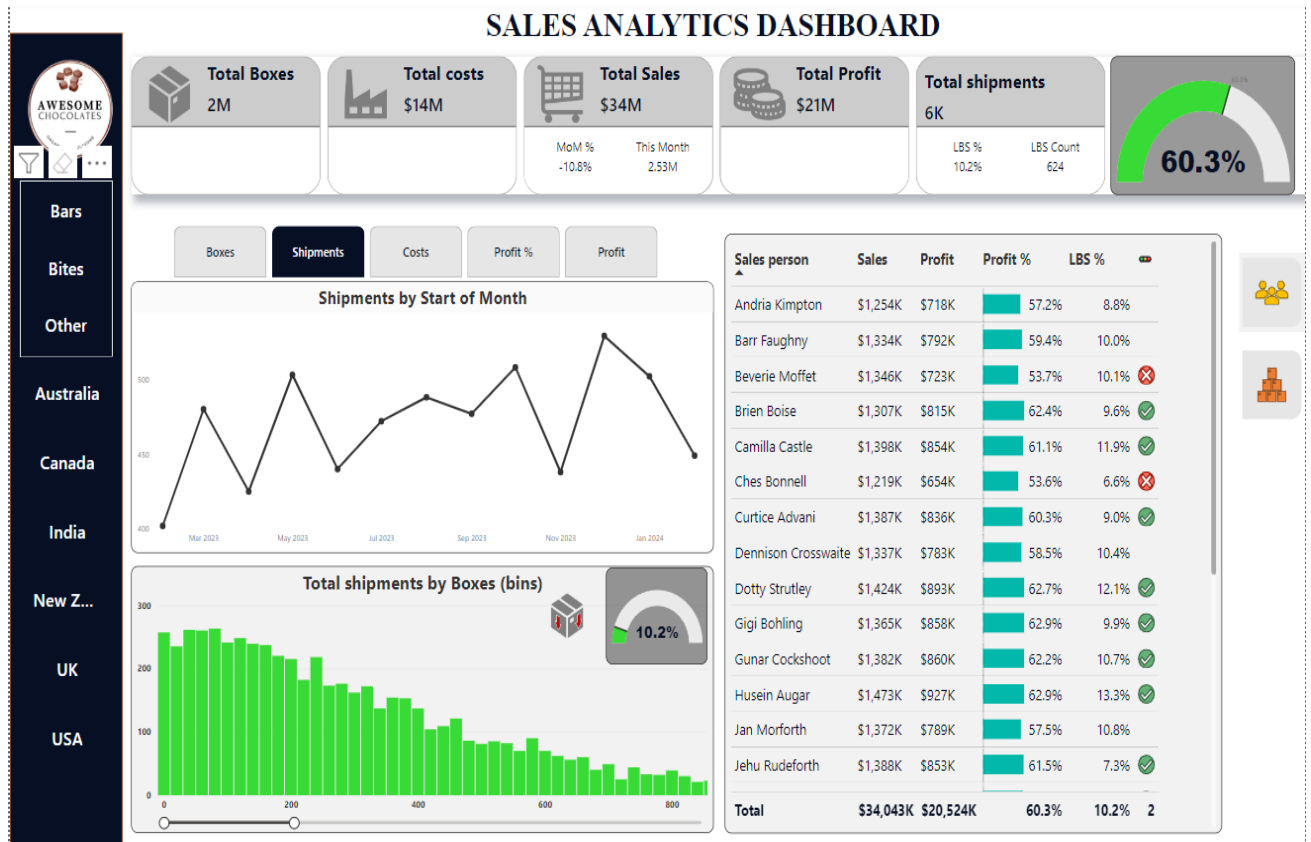 SALES ANALYTICS DASHBOARD
AWESOME
CHOCOLATES
Total Boxes
2M
Total costs
$14M
Total Sales
$34M
MoM % This Month
-10.8% 2.53M
Total Profit
$21M
Total shipments
6K
LBS % LBS Count
10.2% 624
60.3%
Bars
Bites
Other
Australia
Canada
India
New Z...
UK
USA
Boxes Shipments Costs Profit % Profit
Shipments by Start of Month
500
450
400
Mar 2023 May 2023 Jul 2023 Sep 2023 Nov 2023 Jan 2024
Total shipments by Boxes (bins)
10.2%
300
200
100
0
0 200 400 600 800
Sales person Sales Profit Profit % LBS %
Andria Kimpton $1,254K $718K 57.2% 8.8%
Barr Faughny $1,334K $792K 59.4% 10.0%
Beverie Moffet $1,346K $723K 53.7% 10.1%
Brien Boise $1,307K $815K 62.4% 9.6%
Camilla Castle $1,398K $854K 61.1% 11.9%
Ches Bonnell $1,219K $654K 53.6% 6.6%
Curtice Advani $1,387K $836K 60.3% 9.0%
Dennison Crosswaite $1,337K $783K 58.5% 10.4%
Dotty Strutley $1,424K $893K 62.7% 12.1%
Gigi Bohling $1,365K $858K 62.9% 9.9%
Gunar Cockshoot $1,382K $860K 62.2% 10.7%
Husein Augar $1,473K $927K 62.9% 13.3%
Jan Morforth $1,372K $789K 57.5% 10.8%
Jehu Rudeforth $1,388K $853K 61.5% 7.3%
Total $34,043K $20,524K 60.3% 10.2% 2